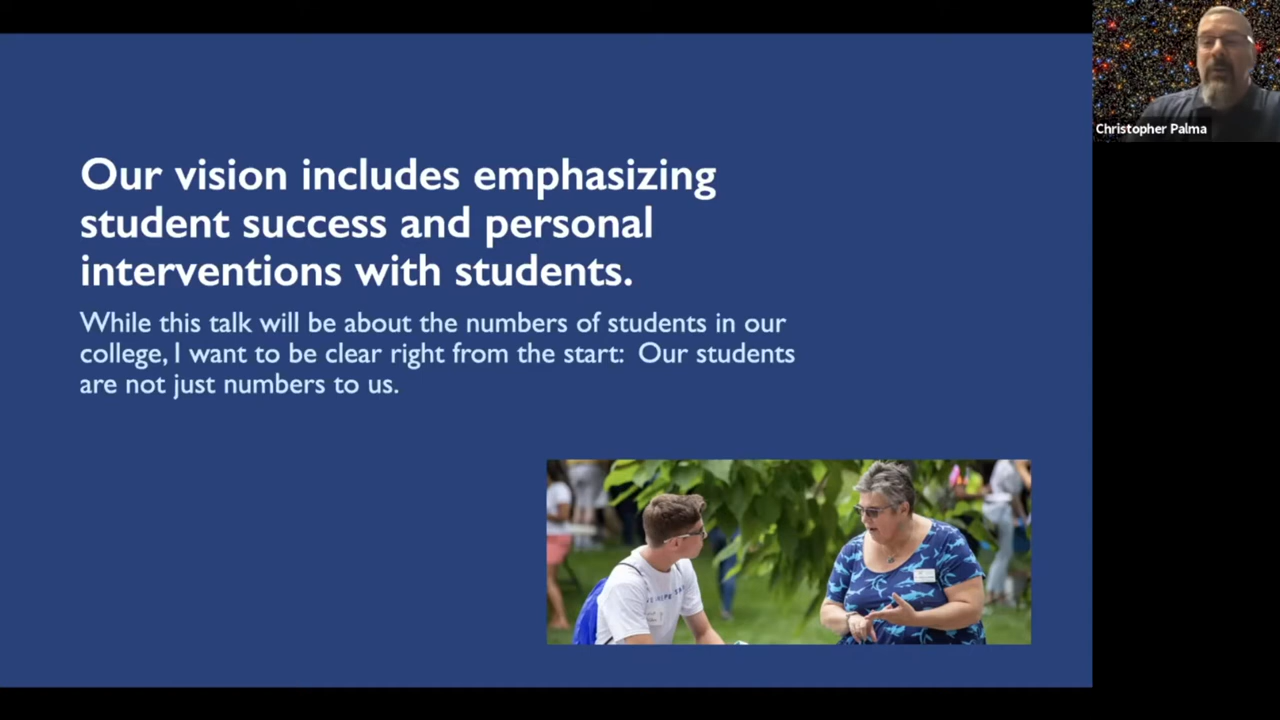 Our vision includes emphasizing
student success and personal
interventions with students.
While this talk will be about the numbers of students in our
college, I want to be clear right from the start:  Our students
are not just numbers to us.
Christopher Palma